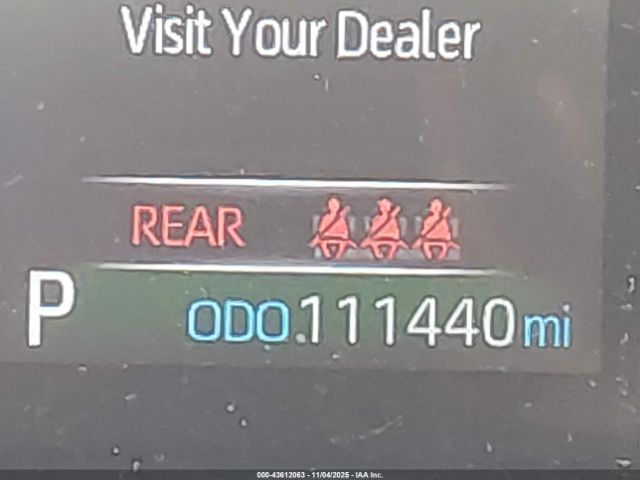 Visit Your Dealer
REAR
P ODO. 111440 mi
000-43612063 - 11/04/2025 - IAA Inc.